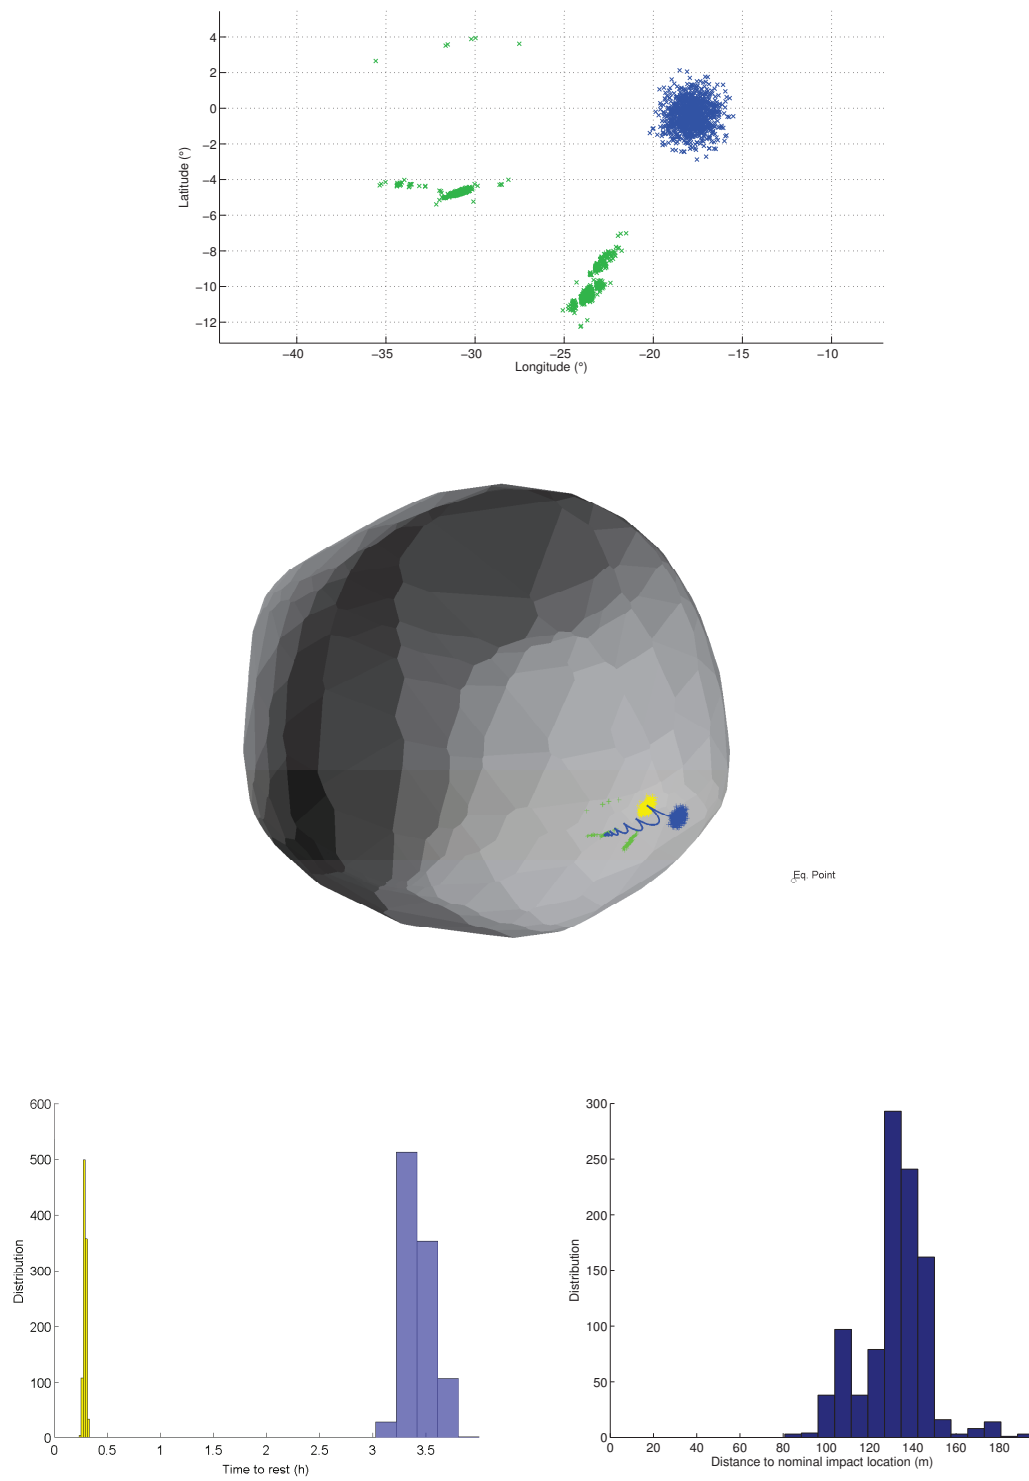 4
2
0
−2
−4
−6
−8
−10
−12
Latitude (°)
−40 −35 −30 −25 −20 −15 −10
Longitude (°)
Eq. Point
600
500
400
300
200
100
0
Distribution
0 0.5 1 1.5 2 2.5 3 3.5
Time to rest (h)
300
250
200
150
100
50
0
Distribution
0 20 40 60 80 100 120 140 160 180
Distance to nominal impact location (m)